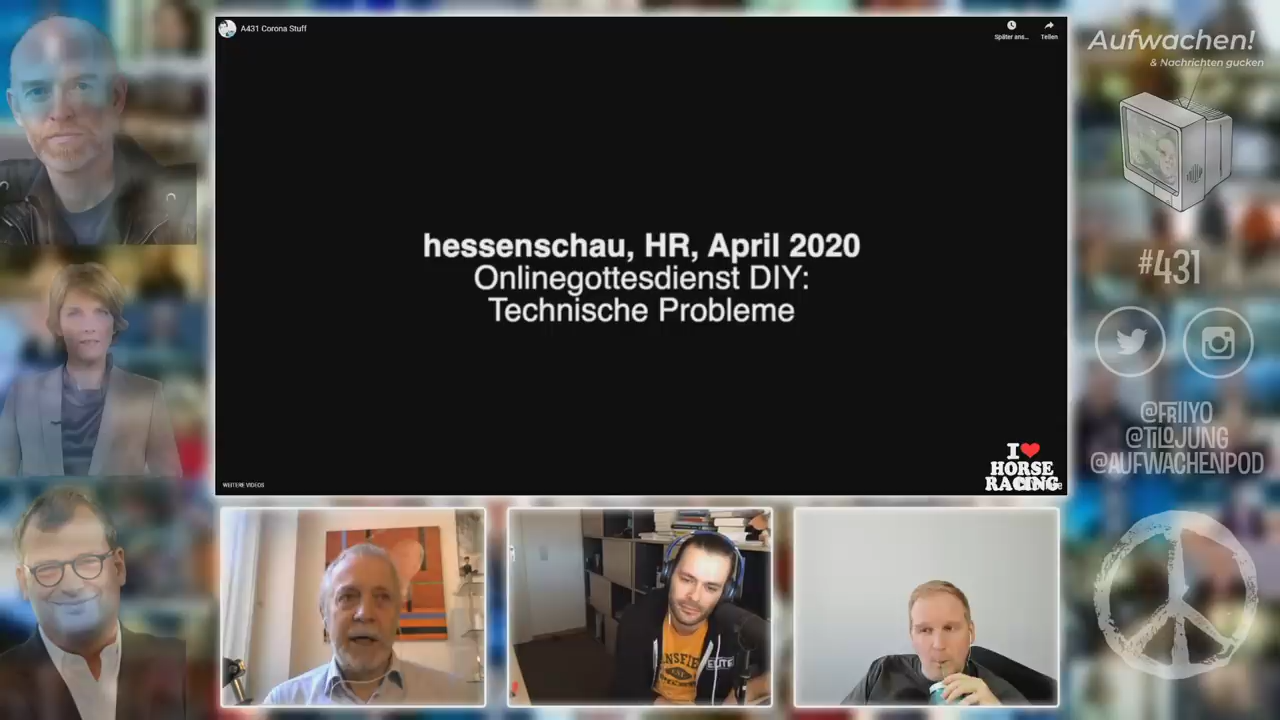 A431 Corona Stuff
Später ans...
Teilen
Aufwachen!
& Nachrichten gucken
hessenschau, HR, April 2020
Onlinegottesdienst DIY:
Technische Probleme
#431
@FRIIYO
@TILOJUNG
@AUFWACHENPOD
I ❤
HORSE
RACING
WEITERE VIDEOS
ELITE